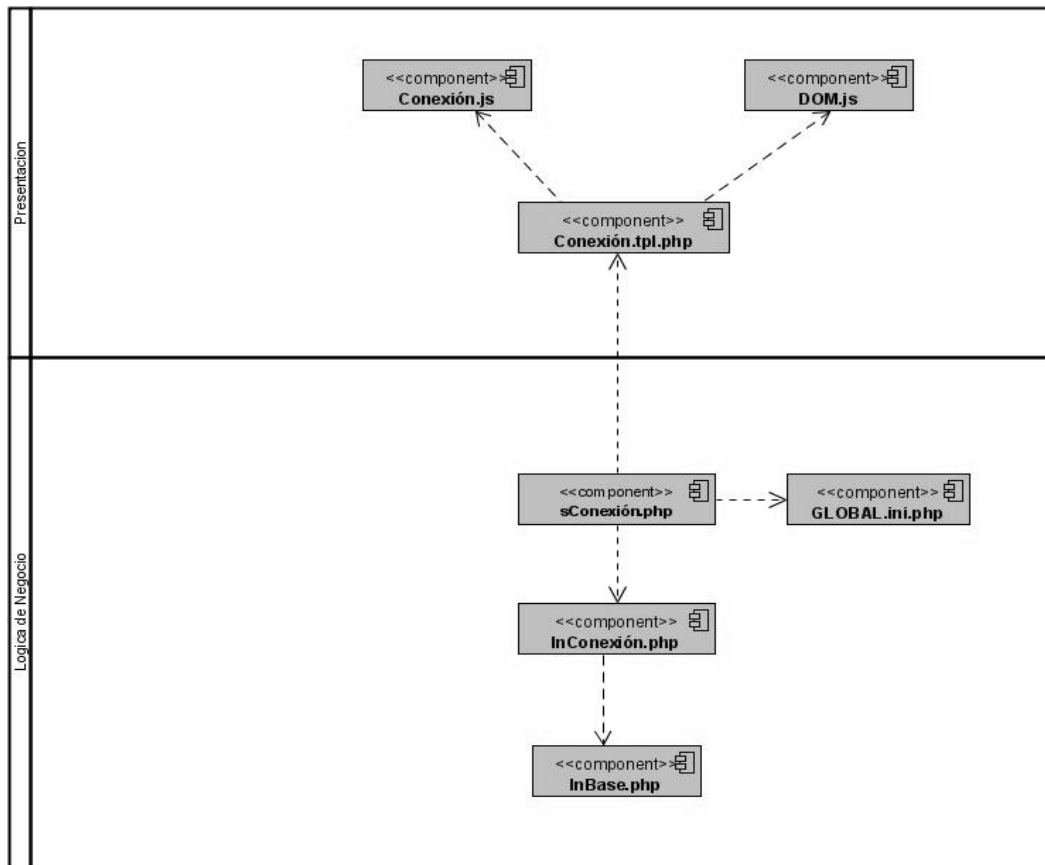 Presentacion
<<component>>
Conexión.js
<<component>>
DOM.js
<<component>>
Conexión.tpl.php
Logica de Negocio
<<component>>
sConexión.php
<<component>>
GLOBAL.ini.php
<<component>>
InConexión.php
<<component>>
InBase.php